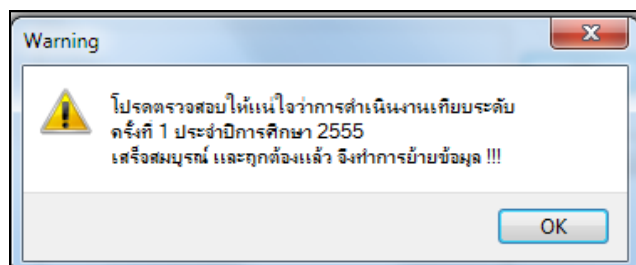 Warning
โปรดตรวจสอบให้แน่ใจว่าการดำเนินงานเทียบระดับ
ครั้งที่ 1 ประจำปีการศึกษา 2555
เสร็จสมบูรณ์ และถูกต้องแล้ว จึงทำการย้ายข้อมูล !!!
OK